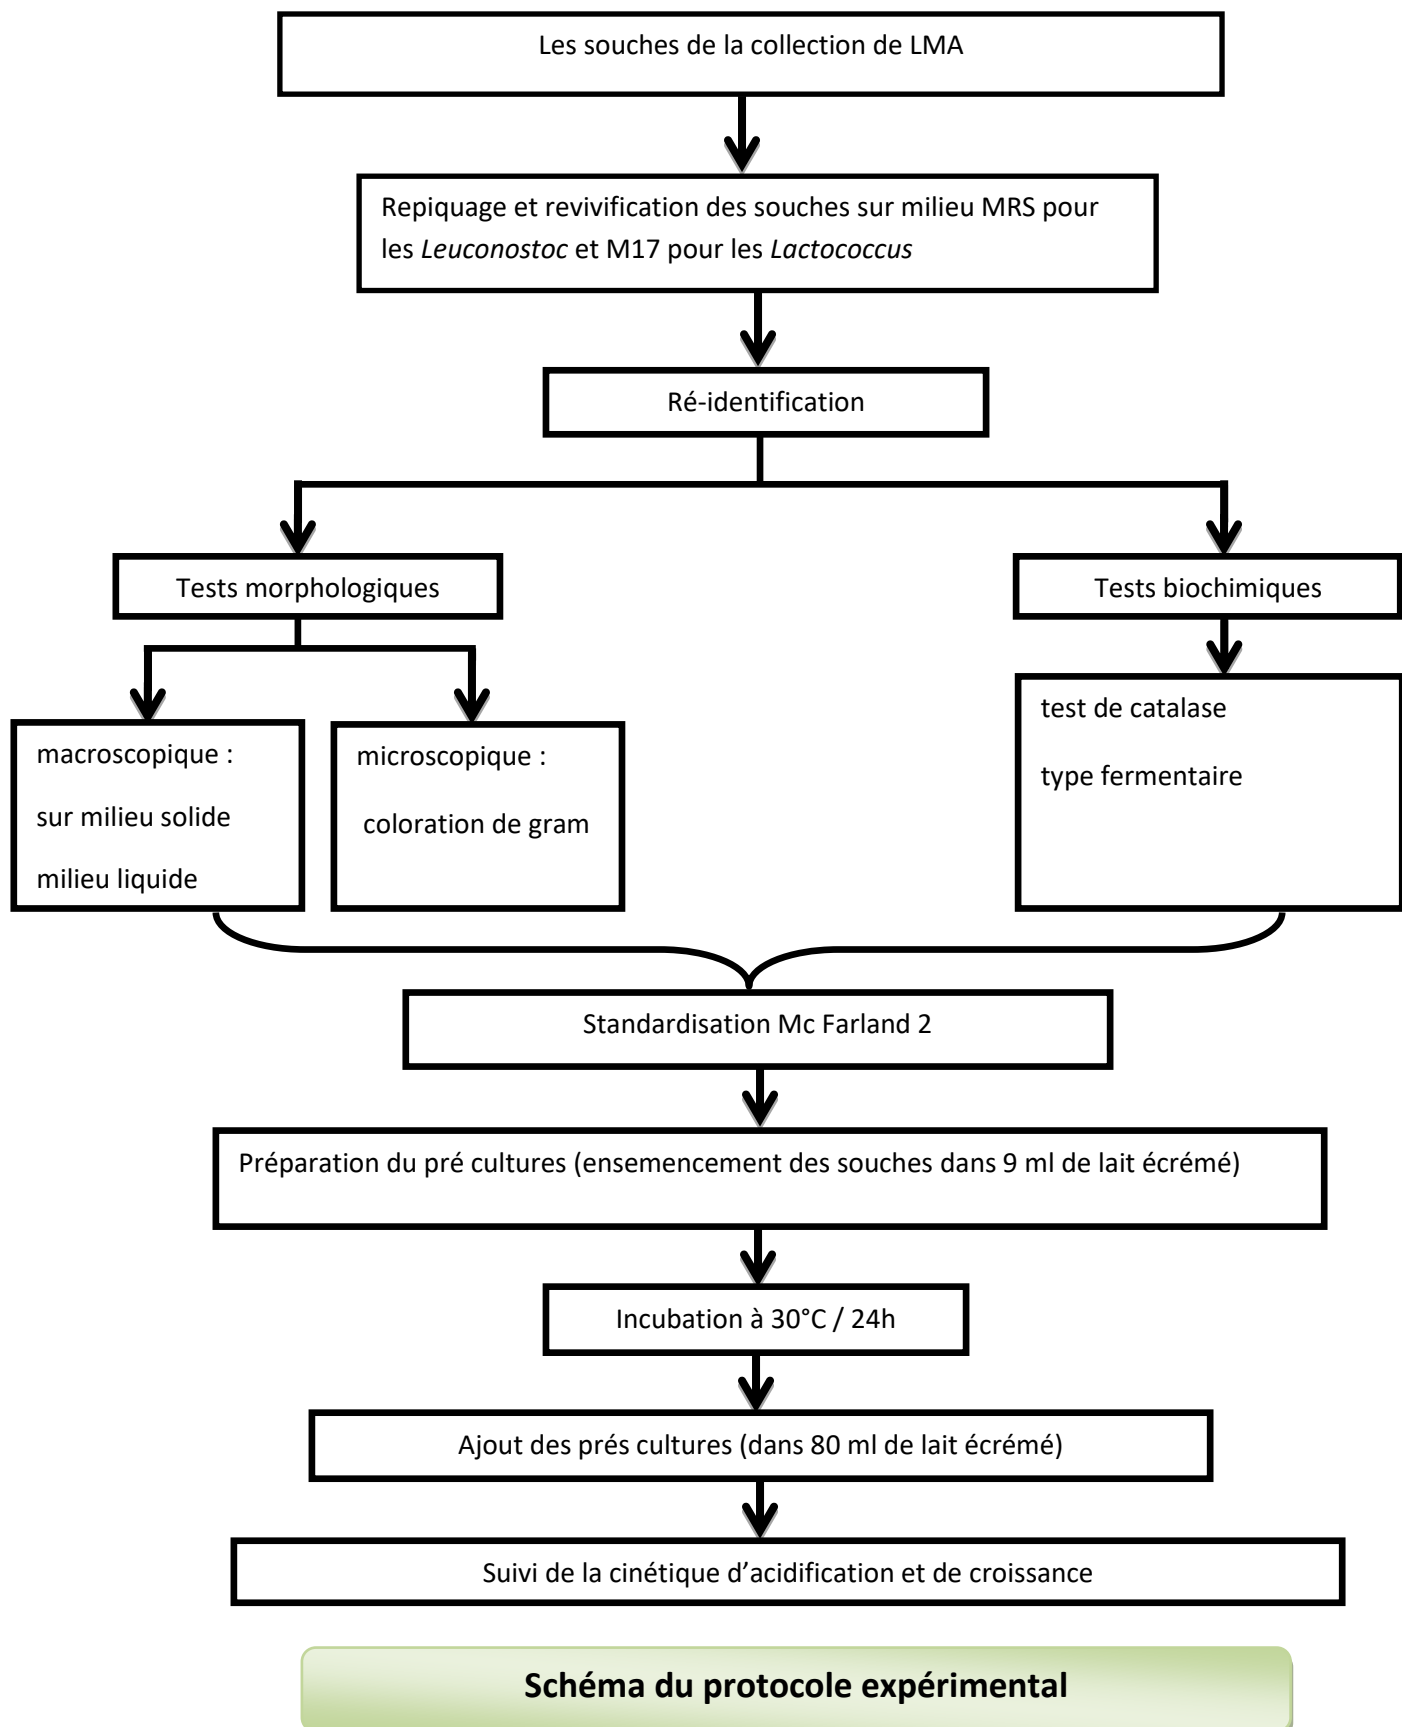 Les souches de la collection de LMA
Repiquage et revivification des souches sur milieu MRS pour
les Leuconostoc et M17 pour les Lactococcus
Ré-identification
Tests morphologiques
Tests biochimiques
macroscopique :
sur milieu solide
milieu liquide
microscopique :
coloration de gram
test de catalase
type fermentaire
Standardisation Mc Farland 2
Préparation du pré cultures (ensemencement des souches dans 9 ml de lait écrémé)
Incubation à 30°C / 24h
Ajout des prés cultures (dans 80 ml de lait écrémé)
Suivi de la cinétique d’acidification et de croissance
Schéma du protocole expérimental